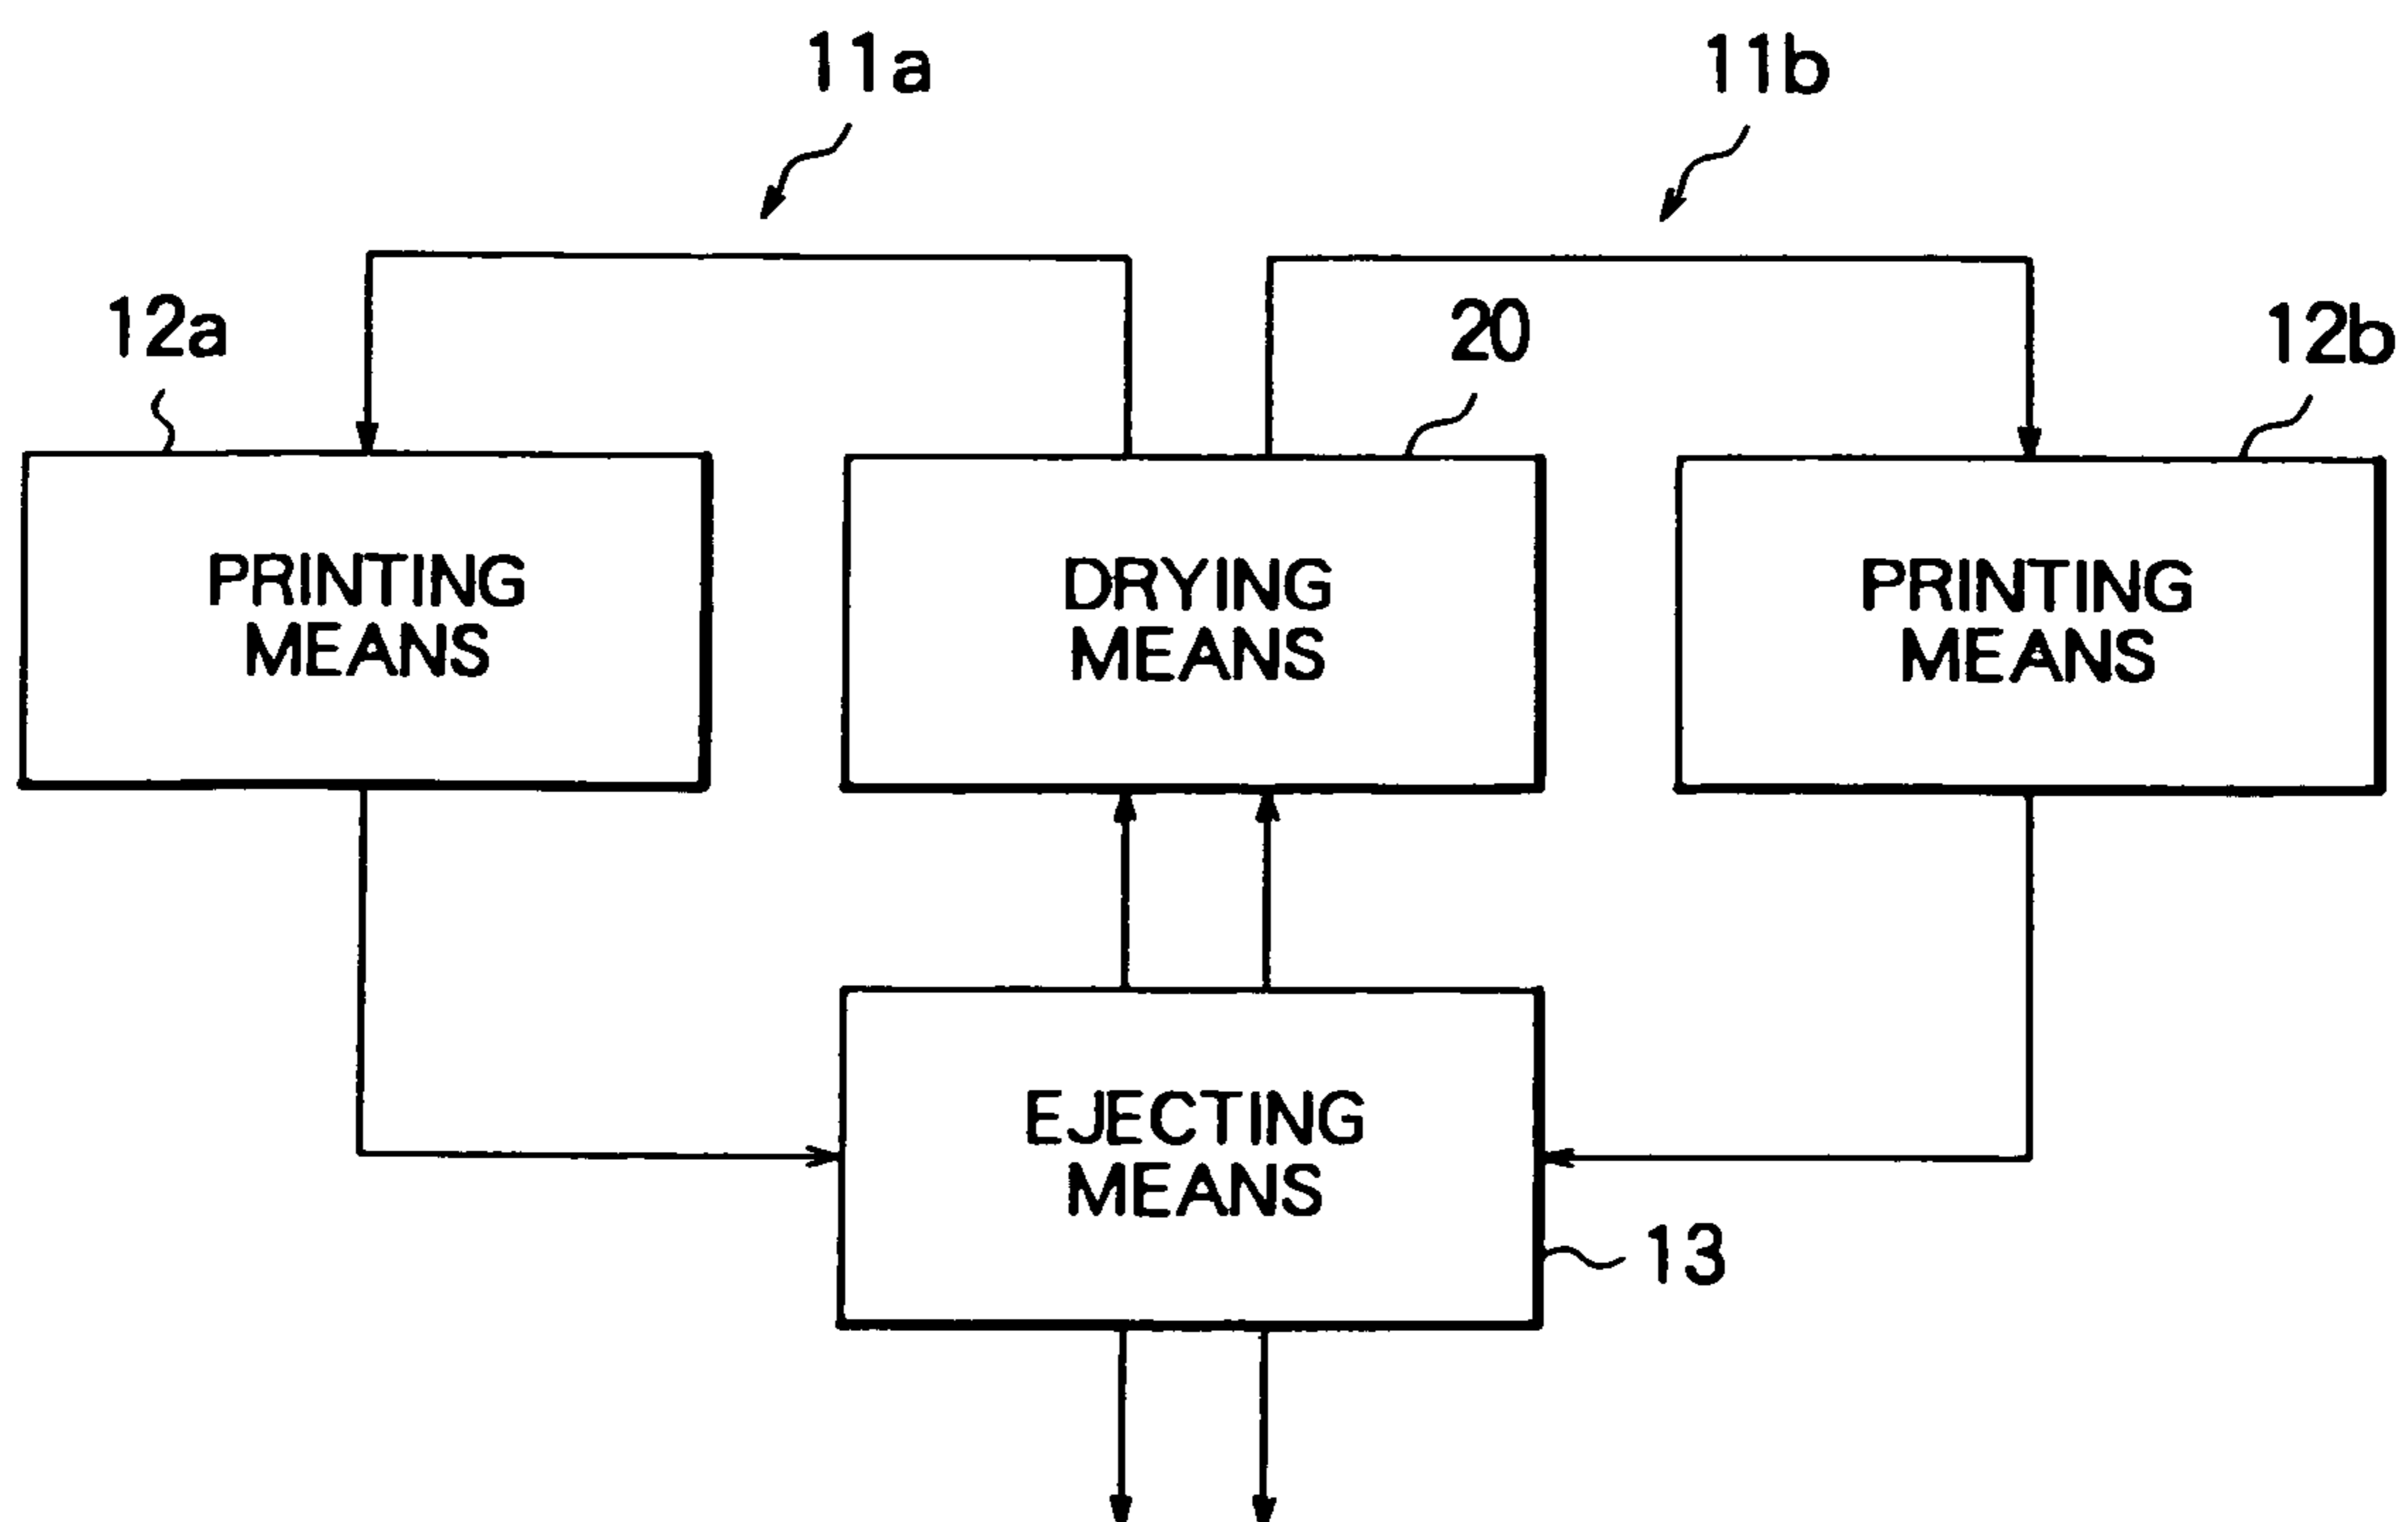 11a
11b
12a
20
12b
PRINTING
MEANS
DRYING
MEANS
PRINTING
MEANS
EJECTING
MEANS
13